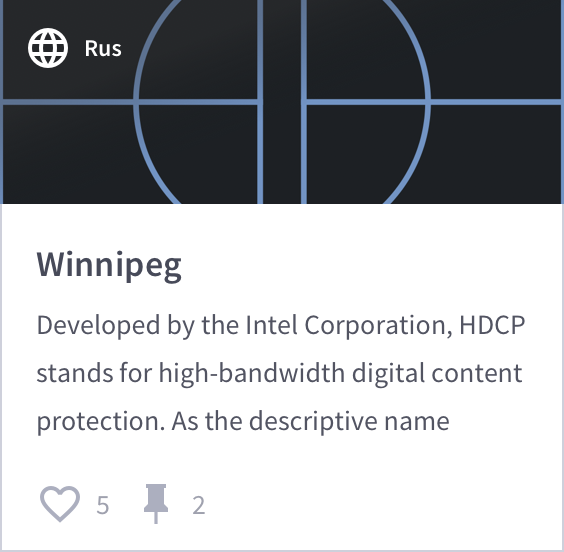 Rus
Winnipeg
Developed by the Intel Corporation, HDCP
stands for high-bandwidth digital content
protection. As the descriptive name
5 2